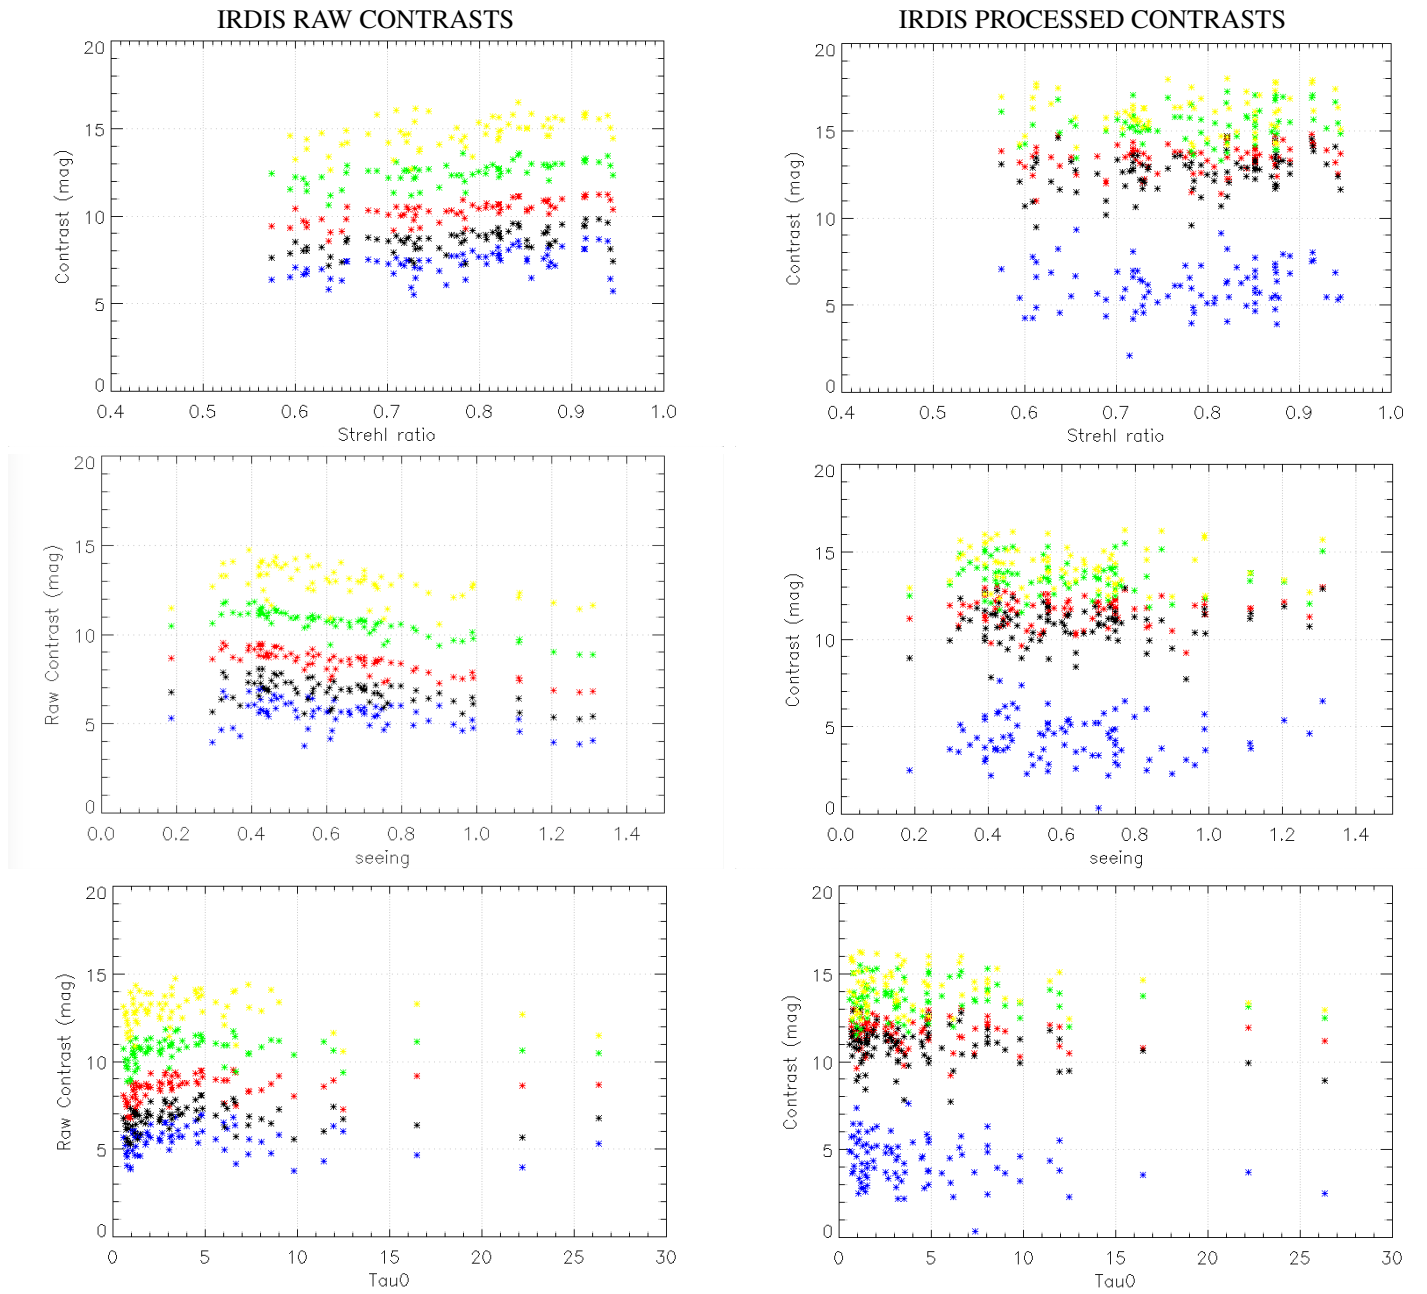 IRDIS RAW CONTRASTS
IRDIS PROCESSED CONTRASTS
20
15
10
5
0
Contrast (mag)
0.4 0.5 0.6 0.7 0.8 0.9 1.0
Strehl ratio
20
15
10
5
0
Contrast (mag)
0.4 0.5 0.6 0.7 0.8 0.9 1.0
Strehl ratio
20
15
10
5
0
Raw Contrast (mag)
0.0 0.2 0.4 0.6 0.8 1.0 1.2 1.4
seeing
20
15
10
5
0
Contrast (mag)
0.0 0.2 0.4 0.6 0.8 1.0 1.2 1.4
seeing
20
15
10
5
0
Raw Contrast (mag)
0 5 10 15 20 25 30
Tau0
20
15
10
5
0
Contrast (mag)
0 5 10 15 20 25 30
Tau0